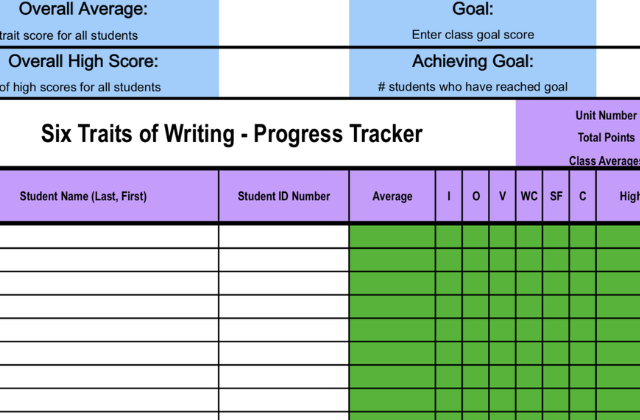 Overall Average:
Goal:
trait score for all students
Enter class goal score
Overall High Score:
Achieving Goal:
of high scores for all students
# students who have reached goal
Six Traits of Writing - Progress Tracker
Unit Number
Total Points
Class Averages
Student Name (Last, First)
Student ID Number
Average
I
O
V
WC
SF
C
High